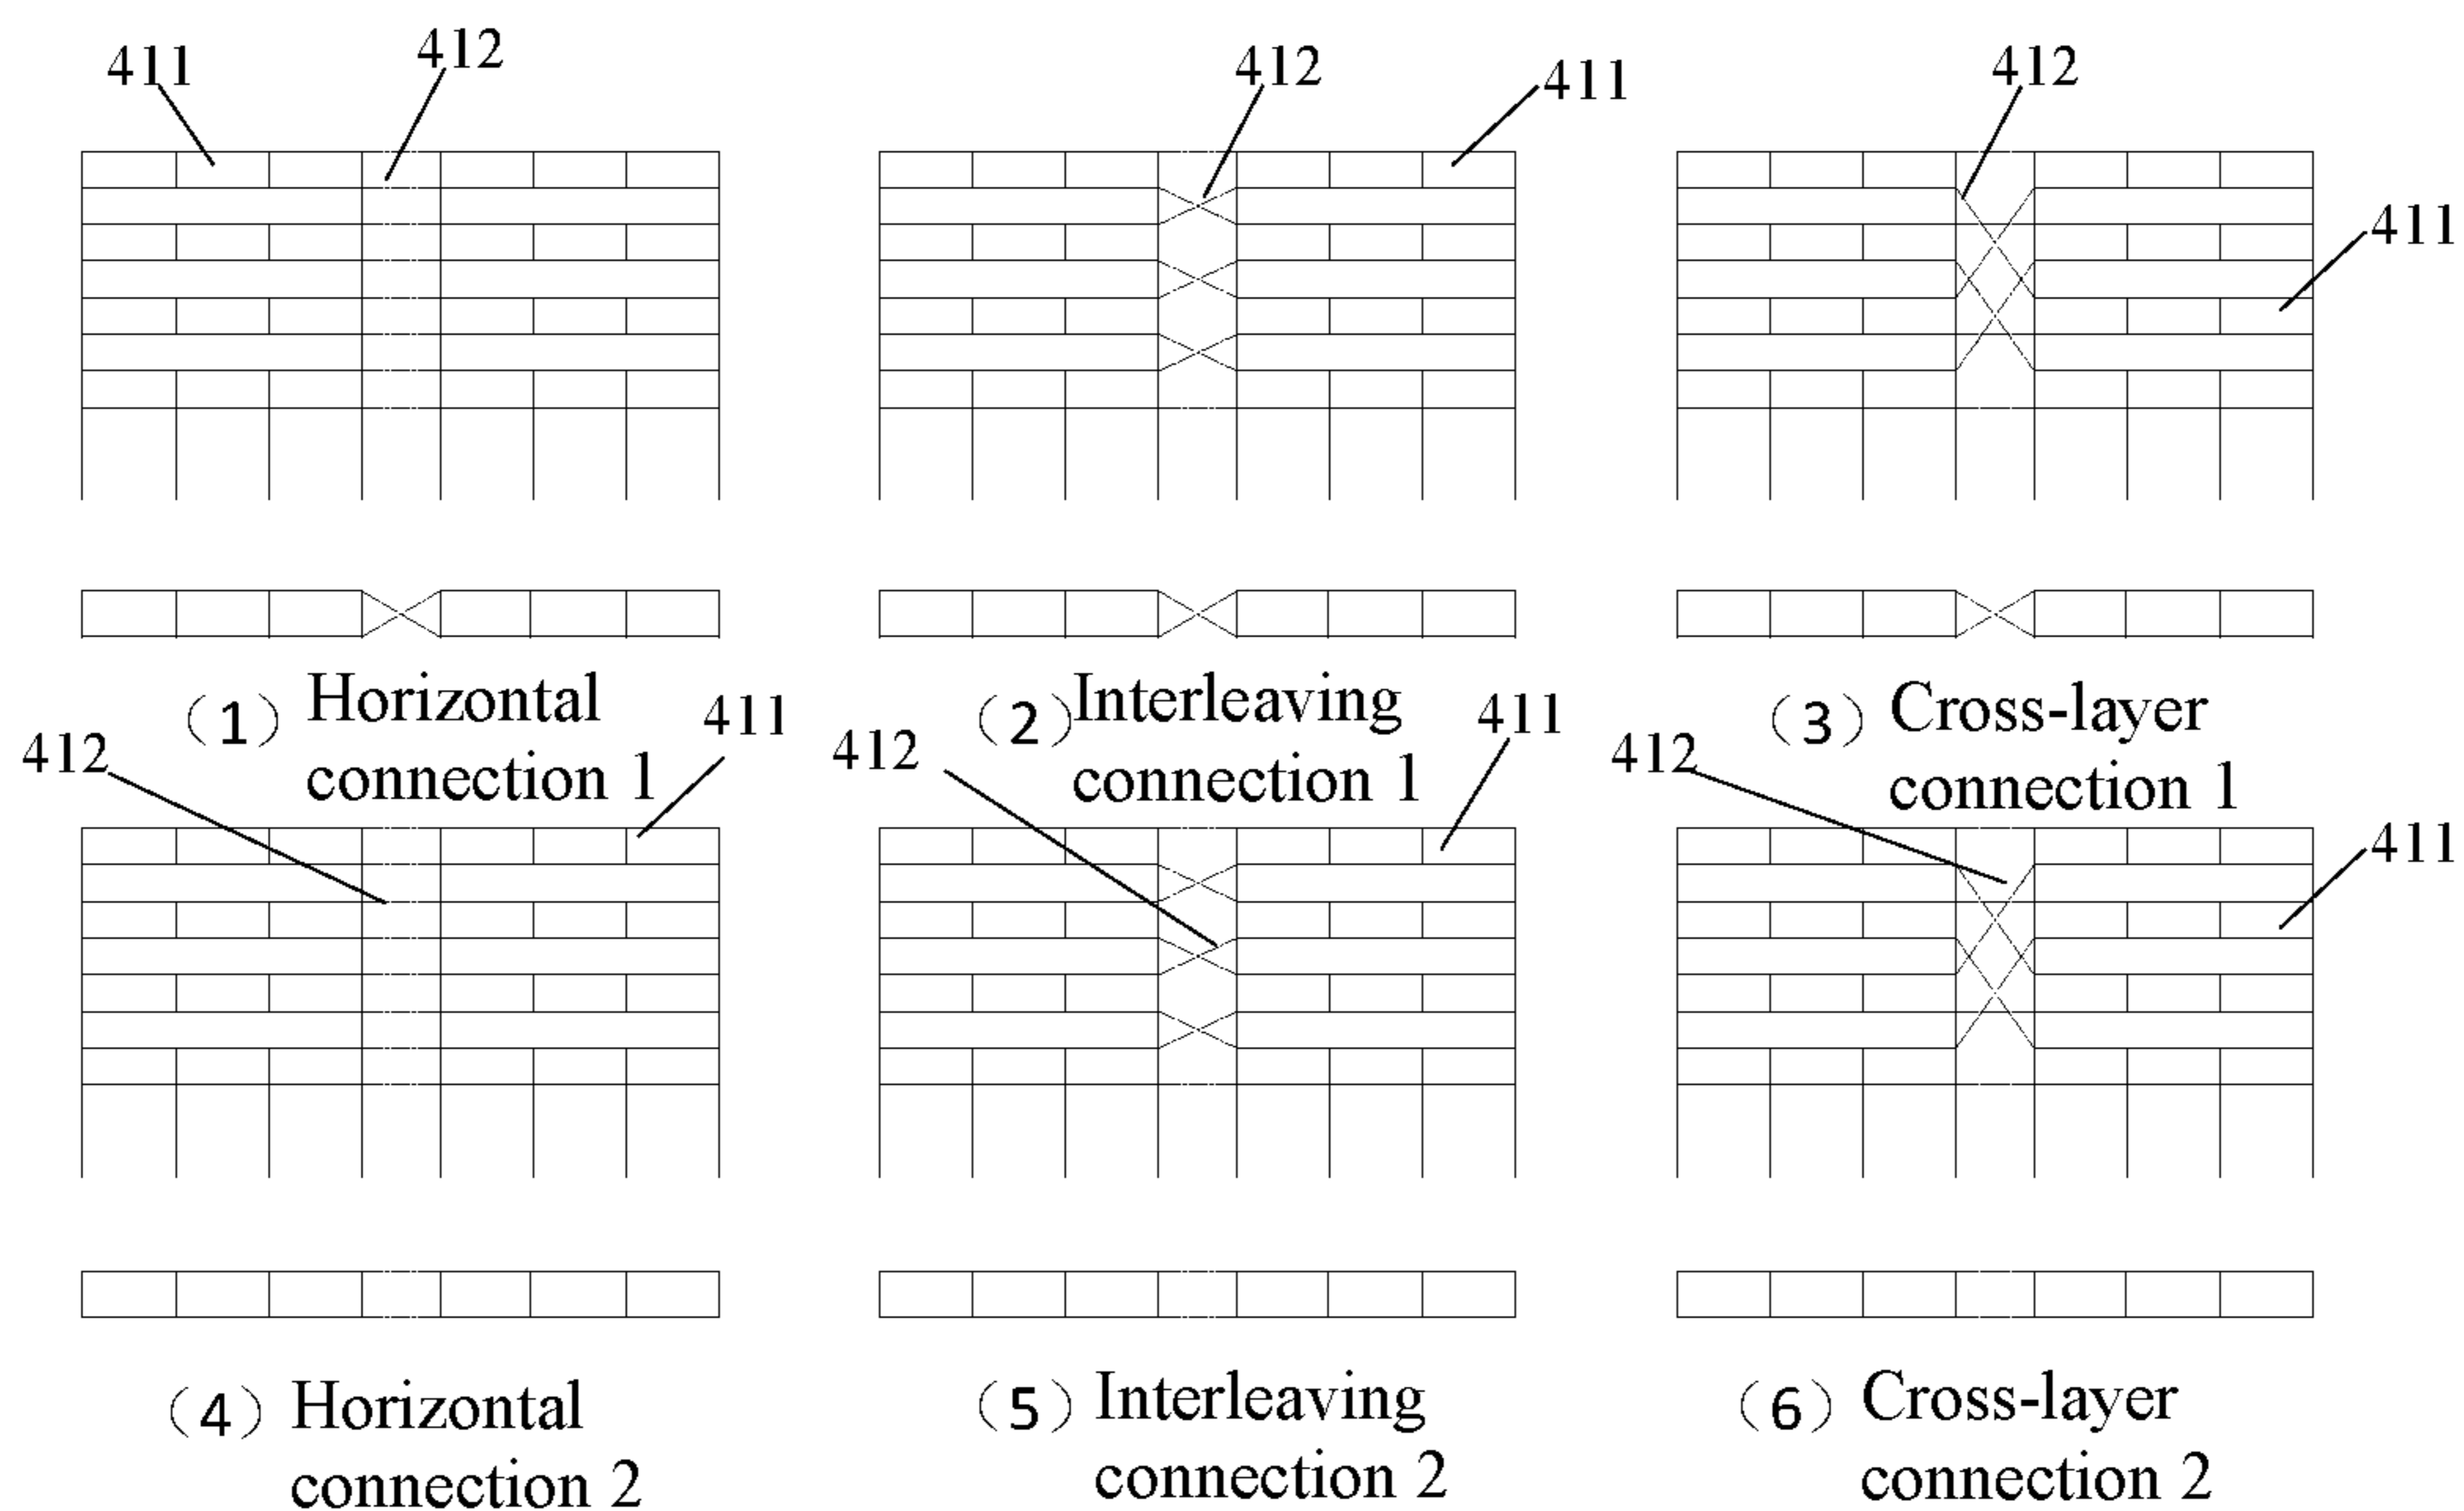 411
412
412
411
412
411
（1）Horizontal
connection 1
（2）Interleaving
connection 1
（3）Cross-layer
connection 1
412
411
412
411
412
411
（4）Horizontal
connection 2
（5）Interleaving
connection 2
（6）Cross-layer
connection 2